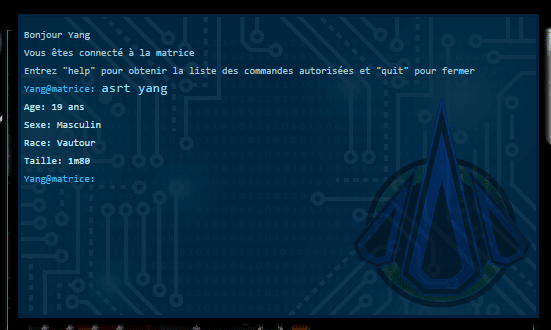 Bonjour Yang
Vous êtes connecté à la matrice
Entrez "help" pour obtenir la liste des commandes autorisées et "quit" pour fermer
Yang@matrice: asrt yang
Age: 19 ans
Sexe: Masculin
Race: Vautour
Taille: 1m80
Yang@matrice: